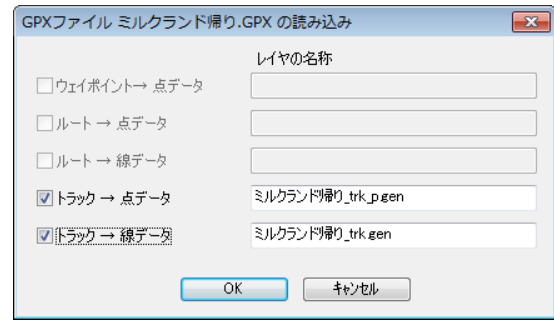 GPXファイル ミルクランド帰り.GPX の読み込み
レイヤの名称
ウェイポイント→ 点データ
ルート → 点データ
ルート → 線データ
トラック → 点データ ミルクランド帰り_trk_p.gen
トラック → 線データ ミルクランド帰り_trk.gen
OK キャンセル